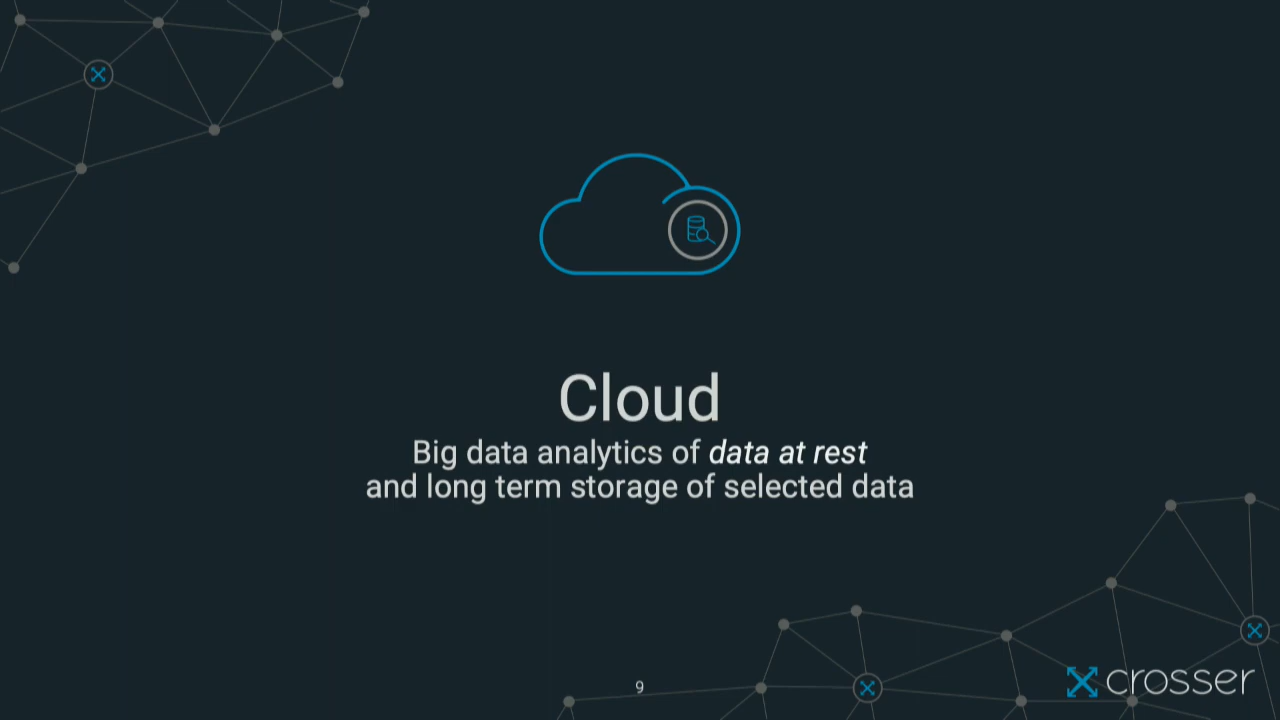 Cloud
Big data analytics of data at rest
and long term storage of selected data
9
crosser